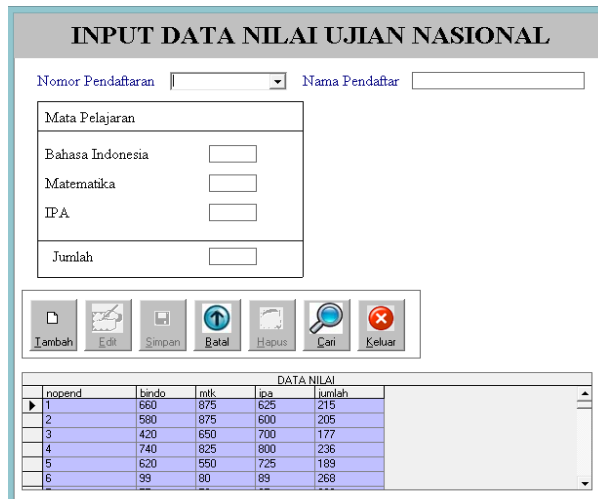 INPUT DATA NILAI UJIAN NASIONAL
Nomor Pendaftaran Nama Pendaftar
Mata Pelajaran
Bahasa Indonesia
Matematika
IPA
Jumlah
Tambah Edit Simpan Batal Hapus Cari Keluar
DATA NILAI
nopend bindo mtk ipa jumlah
1 660 875 625 215
2 580 875 600 205
3 420 650 700 177
4 740 825 800 236
5 620 550 725 189
6 99 80 89 268